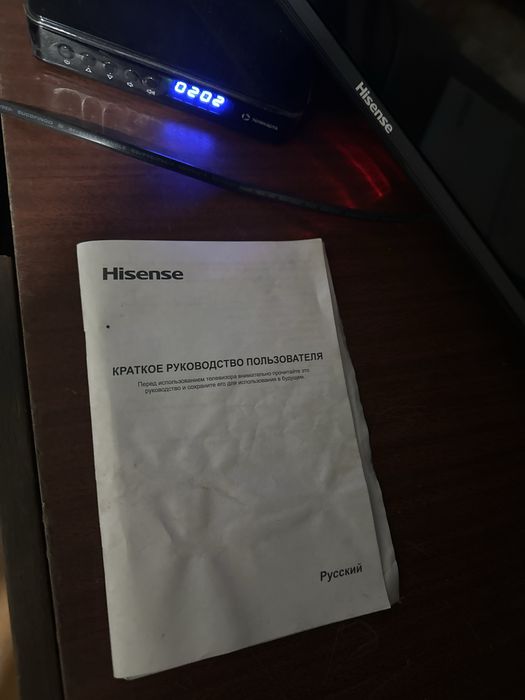 0202
Hisense
Hisense
КРАТКОЕ РУКОВОДСТВО ПОЛЬЗОВАТЕЛЯ
Перед использованием телевизора внимательно прочитайте это
руководство и сохраните его для использования в будущем.
Русский